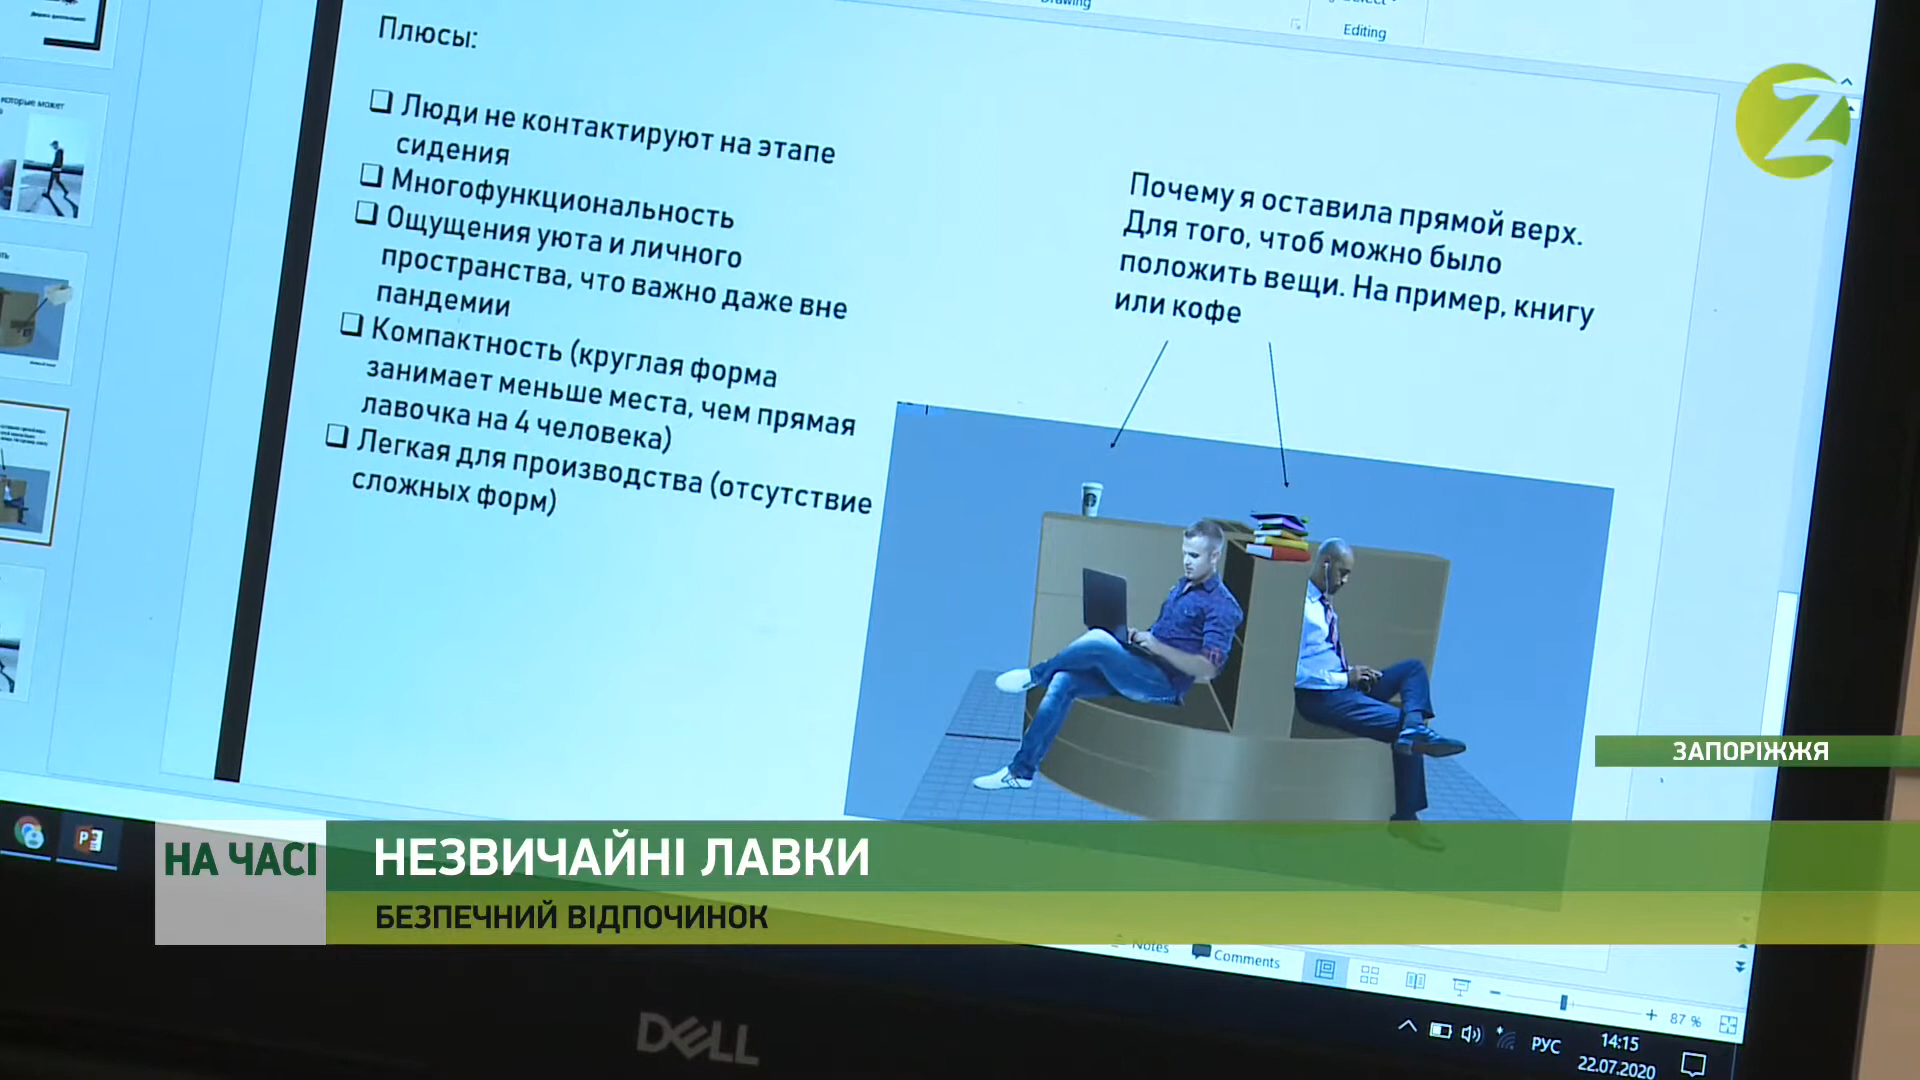 Drawing
Editing
которые может
Плюсы:
❑ Люди не контактируют на этапе
сидения
❑ Многофункциональность
❑ Ощущения уюта и личного
пространства, что важно даже вне
пандемии
❑ Компактность (круглая форма
занимает меньше места, чем прямая
лавочка на 4 человека)
❑ Легкая для производства (отсутствие
сложных форм)
Почему я оставила прямой верх.
Для того, чтоб можно было
положить вещи. На пример, книгу
или кофе
Z
ЗАПОРІЖЖЯ
НА ЧАСІ
НЕЗВИЧАЙНІ ЛАВКИ
БЕЗПЕЧНИЙ ВІДПОЧИНОК
Notes
Comments
87 %
РУС
14:15
22.07.2020
DELL